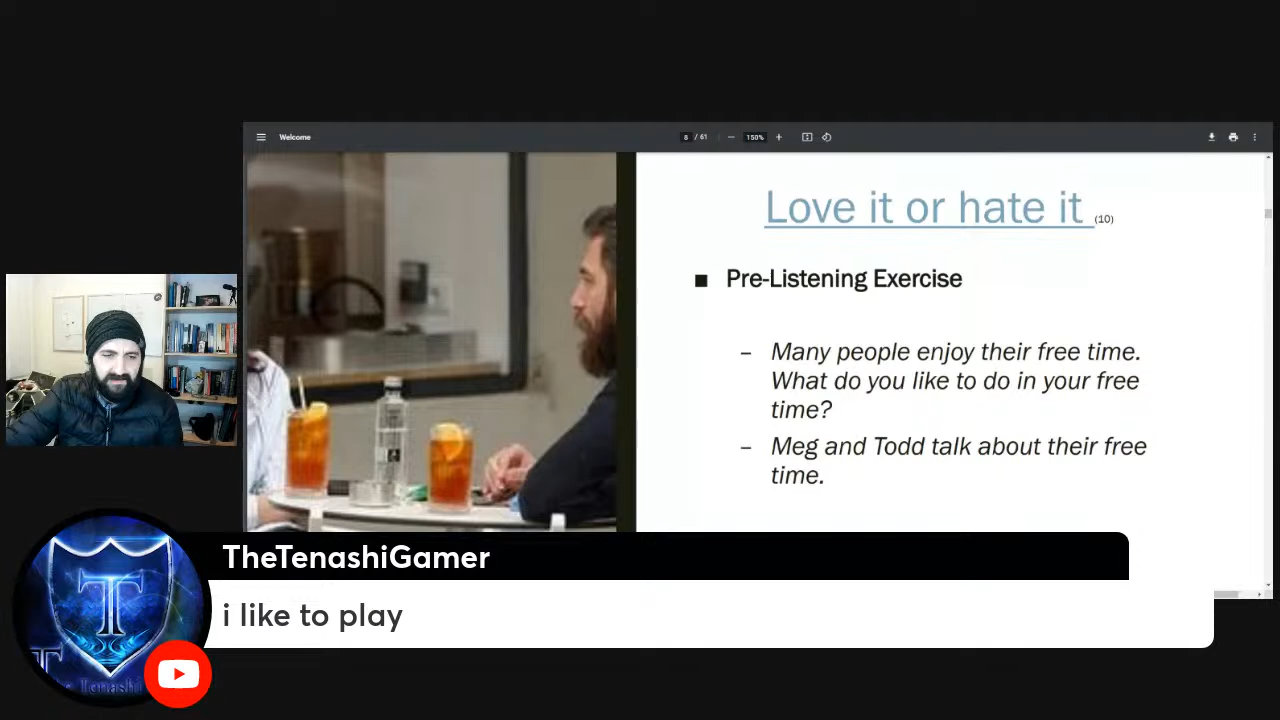 Welcome
8 / 61
150%
Love it or hate it (10)
■ Pre-Listening Exercise
– Many people enjoy their free time.
What do you like to do in your free
time?
– Meg and Todd talk about their free
time.
TheTenashiGamer
i like to play
T